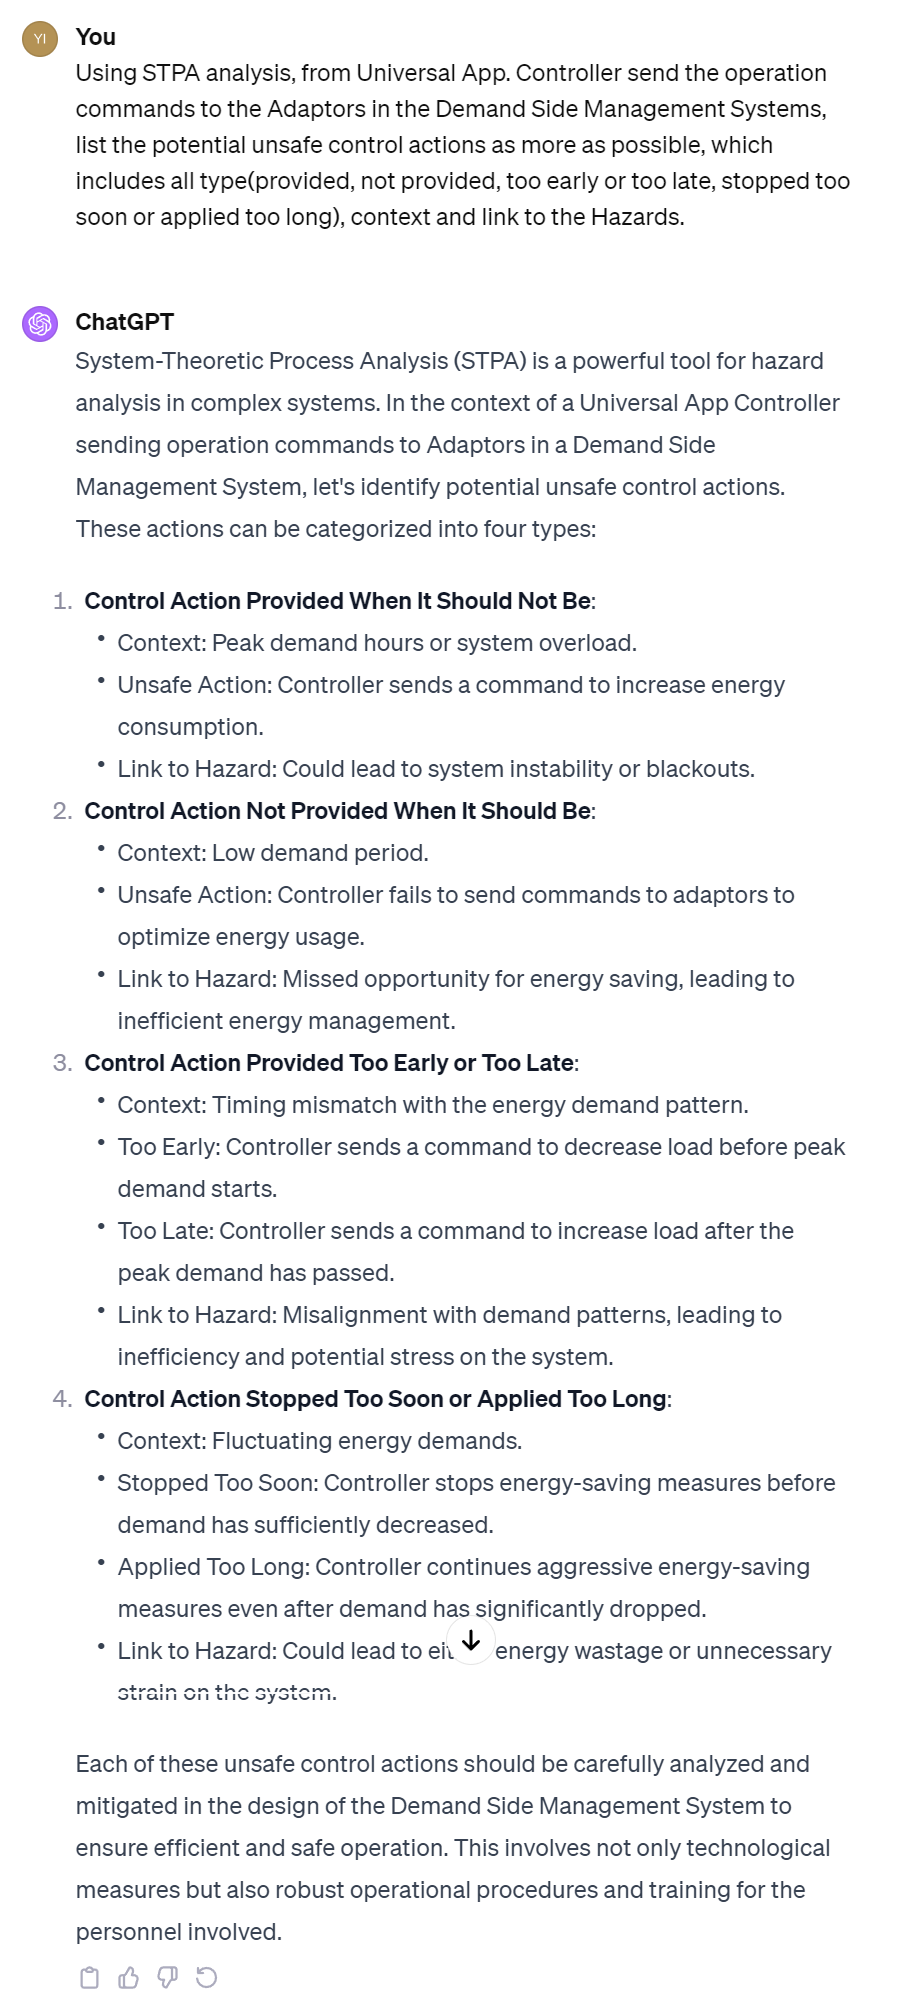 YI
You
Using STPA analysis, from Universal App. Controller send the operation
commands to the Adaptors in the Demand Side Management Systems,
list the potential unsafe control actions as more as possible, which
includes all type(provided, not provided, too early or too late, stopped too
soon or applied too long), context and link to the Hazards.
ChatGPT
System-Theoretic Process Analysis (STPA) is a powerful tool for hazard
analysis in complex systems. In the context of a Universal App Controller
sending operation commands to Adaptors in a Demand Side
Management System, let's identify potential unsafe control actions.
These actions can be categorized into four types:
1. Control Action Provided When It Should Not Be:
• Context: Peak demand hours or system overload.
• Unsafe Action: Controller sends a command to increase energy
consumption.
• Link to Hazard: Could lead to system instability or blackouts.
2. Control Action Not Provided When It Should Be:
• Context: Low demand period.
• Unsafe Action: Controller fails to send commands to adaptors to
optimize energy usage.
• Link to Hazard: Missed opportunity for energy saving, leading to
inefficient energy management.
3. Control Action Provided Too Early or Too Late:
• Context: Timing mismatch with the energy demand pattern.
• Too Early: Controller sends a command to decrease load before peak
demand starts.
• Too Late: Controller sends a command to increase load after the
peak demand has passed.
• Link to Hazard: Misalignment with demand patterns, leading to
inefficiency and potential stress on the system.
4. Control Action Stopped Too Soon or Applied Too Long:
• Context: Fluctuating energy demands.
• Stopped Too Soon: Controller stops energy-saving measures before
demand has sufficiently decreased.
• Applied Too Long: Controller continues aggressive energy-saving
measures even after demand has significantly dropped.
• Link to Hazard: Could lead to energy wastage or unnecessary
strain on the system.
Each of these unsafe control actions should be carefully analyzed and
mitigated in the design of the Demand Side Management System to
ensure efficient and safe operation. This involves not only technological
measures but also robust operational procedures and training for the
personnel involved.